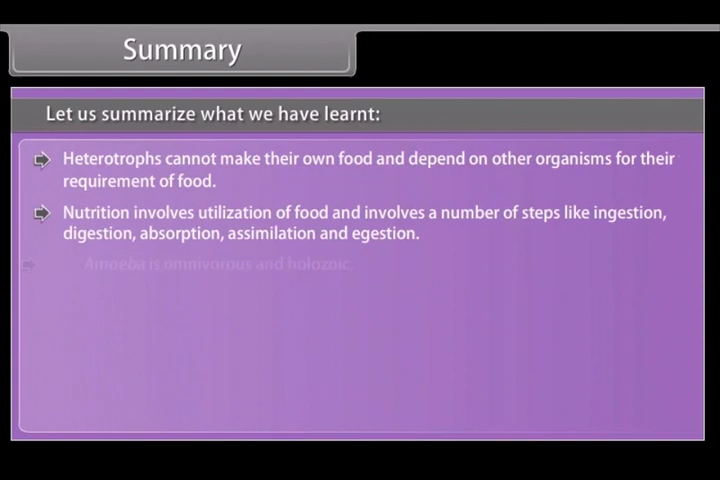 Summary
Let us summarize what we have learnt:
Heterotrophs cannot make their own food and depend on other organisms for their
requirement of food.
Nutrition involves utilization of food and involves a number of steps like ingestion,
digestion, absorption, assimilation and egestion.
Amoeba is omnivorous and holozoic.